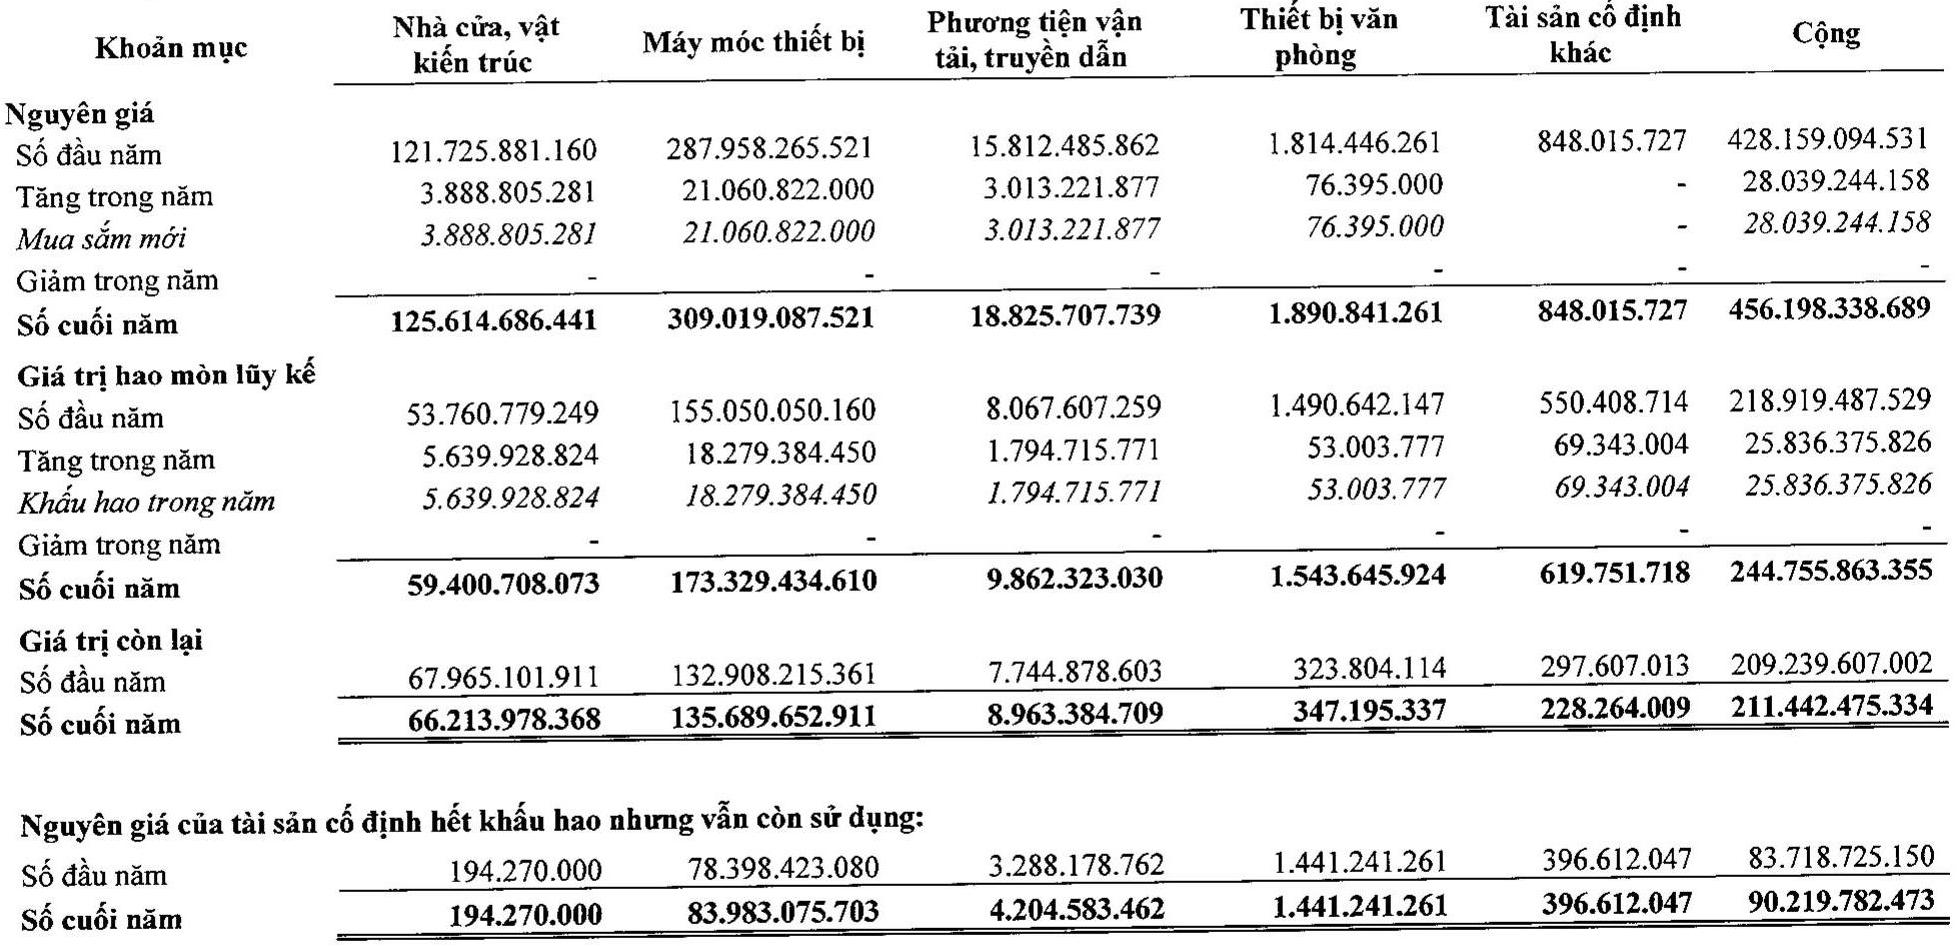 Khoản mục Nhà cửa, vật kiến trúc Máy móc thiết bị Phương tiện vận tải, truyền dẫn Thiết bị văn phòng Tài sản cố định khác Cộng
Nguyên giá
Số đầu năm 121.725.881.160 287.958.265.521 15.812.485.862 1.814.446.261 848.015.727 428.159.094.531
Tăng trong năm 3.888.805.281 21.060.822.000 3.013.221.877 76.395.000 - 28.039.244.158
Mua sắm mới 3.888.805.281 21.060.822.000 3.013.221.877 76.395.000 - 28.039.244.158
Giảm trong năm - - - - - -
Số cuối năm 125.614.686.441 309.019.087.521 18.825.707.739 1.890.841.261 848.015.727 456.198.338.689
Giá trị hao mòn lũy kế
Số đầu năm 53.760.779.249 155.050.050.160 8.067.607.259 1.490.642.147 550.408.714 218.919.487.529
Tăng trong năm 5.639.928.824 18.279.384.450 1.794.715.771 53.003.777 69.343.004 25.836.375.826
Khấu hao trong năm 5.639.928.824 18.279.384.450 1.794.715.771 53.003.777 69.343.004 25.836.375.826
Giảm trong năm - - - - - -
Số cuối năm 59.400.708.073 173.329.434.610 9.862.323.030 1.543.645.924 619.751.718 244.755.863.355
Giá trị còn lại
Số đầu năm 67.965.101.911 132.908.215.361 7.744.878.603 323.804.114 297.607.013 209.239.607.002
Số cuối năm 66.213.978.368 135.689.652.911 8.963.384.709 347.195.337 228.264.009 211.442.475.334
Nguyên giá của tài sản cố định hết khấu hao nhưng vẫn còn sử dụng:
Số đầu năm 194.270.000 78.398.423.080 3.288.178.762 1.441.241.261 396.612.047 83.718.725.150
Số cuối năm 194.270.000 83.983.075.703 4.204.583.462 1.441.241.261 396.612.047 90.219.782.473